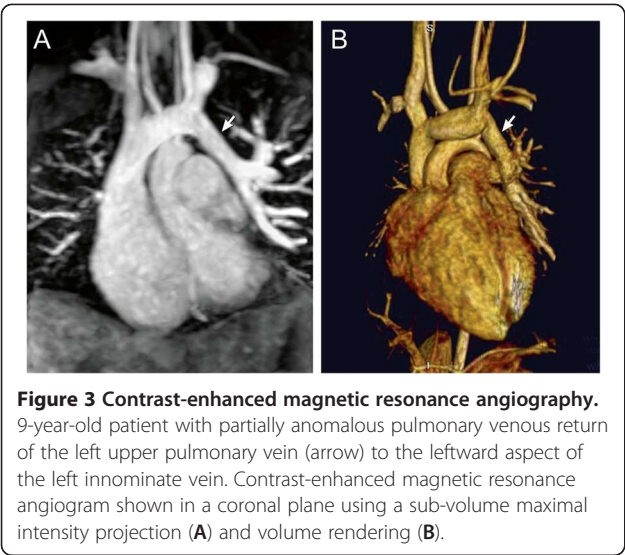 A
B
S
Figure 3 Contrast-enhanced magnetic resonance angiography.
9-year-old patient with partially anomalous pulmonary venous return
of the left upper pulmonary vein (arrow) to the leftward aspect of
the left innominate vein. Contrast-enhanced magnetic resonance
angiogram shown in a coronal plane using a sub-volume maximal
intensity projection (A) and volume rendering (B).